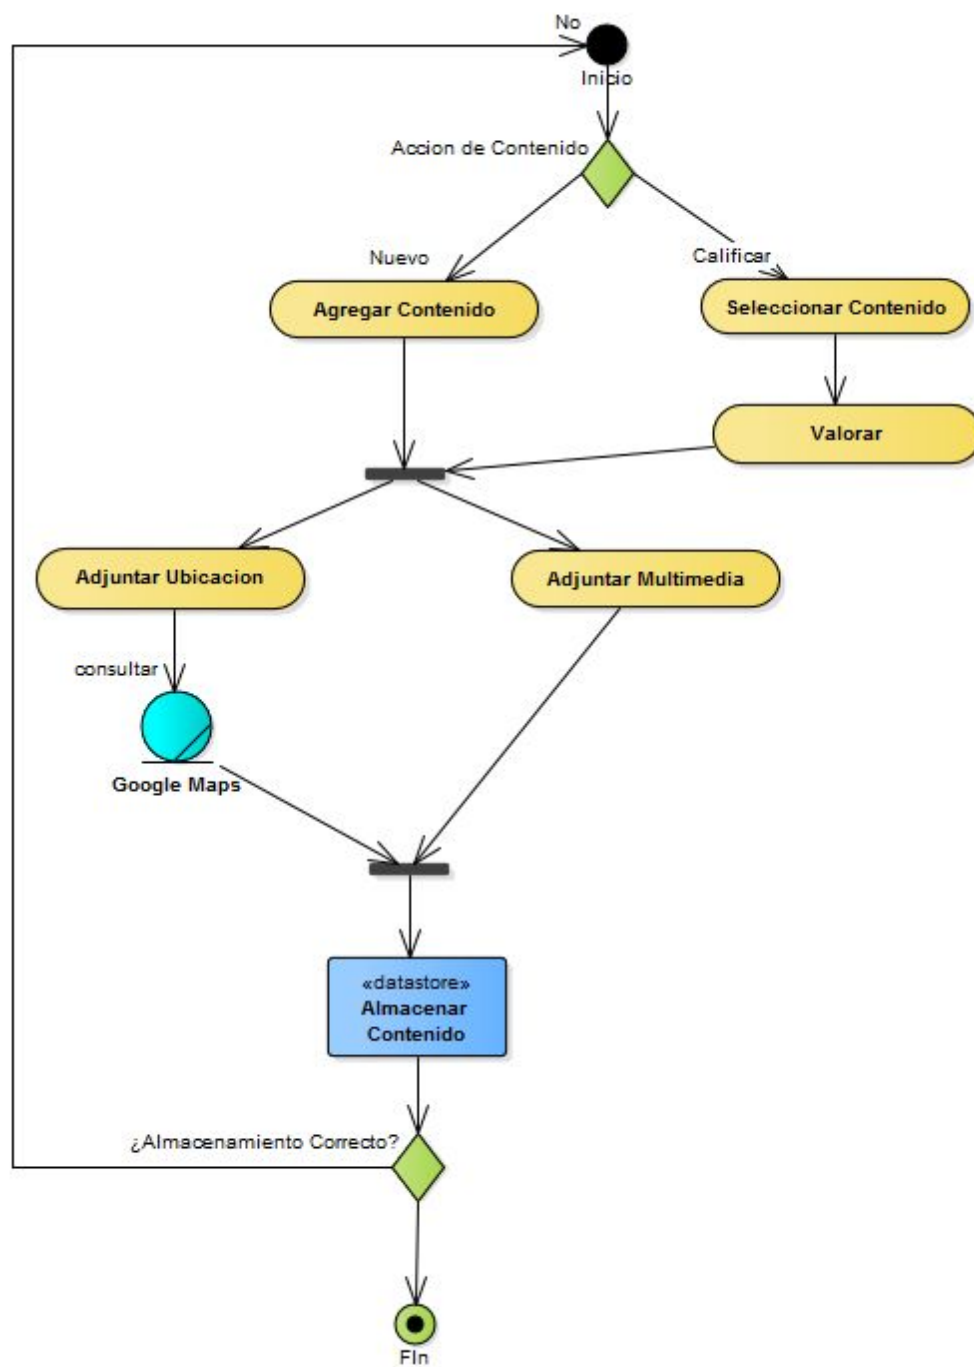 No
Inicio
Accion de Contenido
Nuevo
Calificar
Agregar Contenido
Seleccionar Contenido
Valorar
Adjuntar Ubicacion
Adjuntar Multimedia
consultar
Google Maps
«datastore»
Almacenar
Contenido
¿Almacenamiento Correcto?
FIn